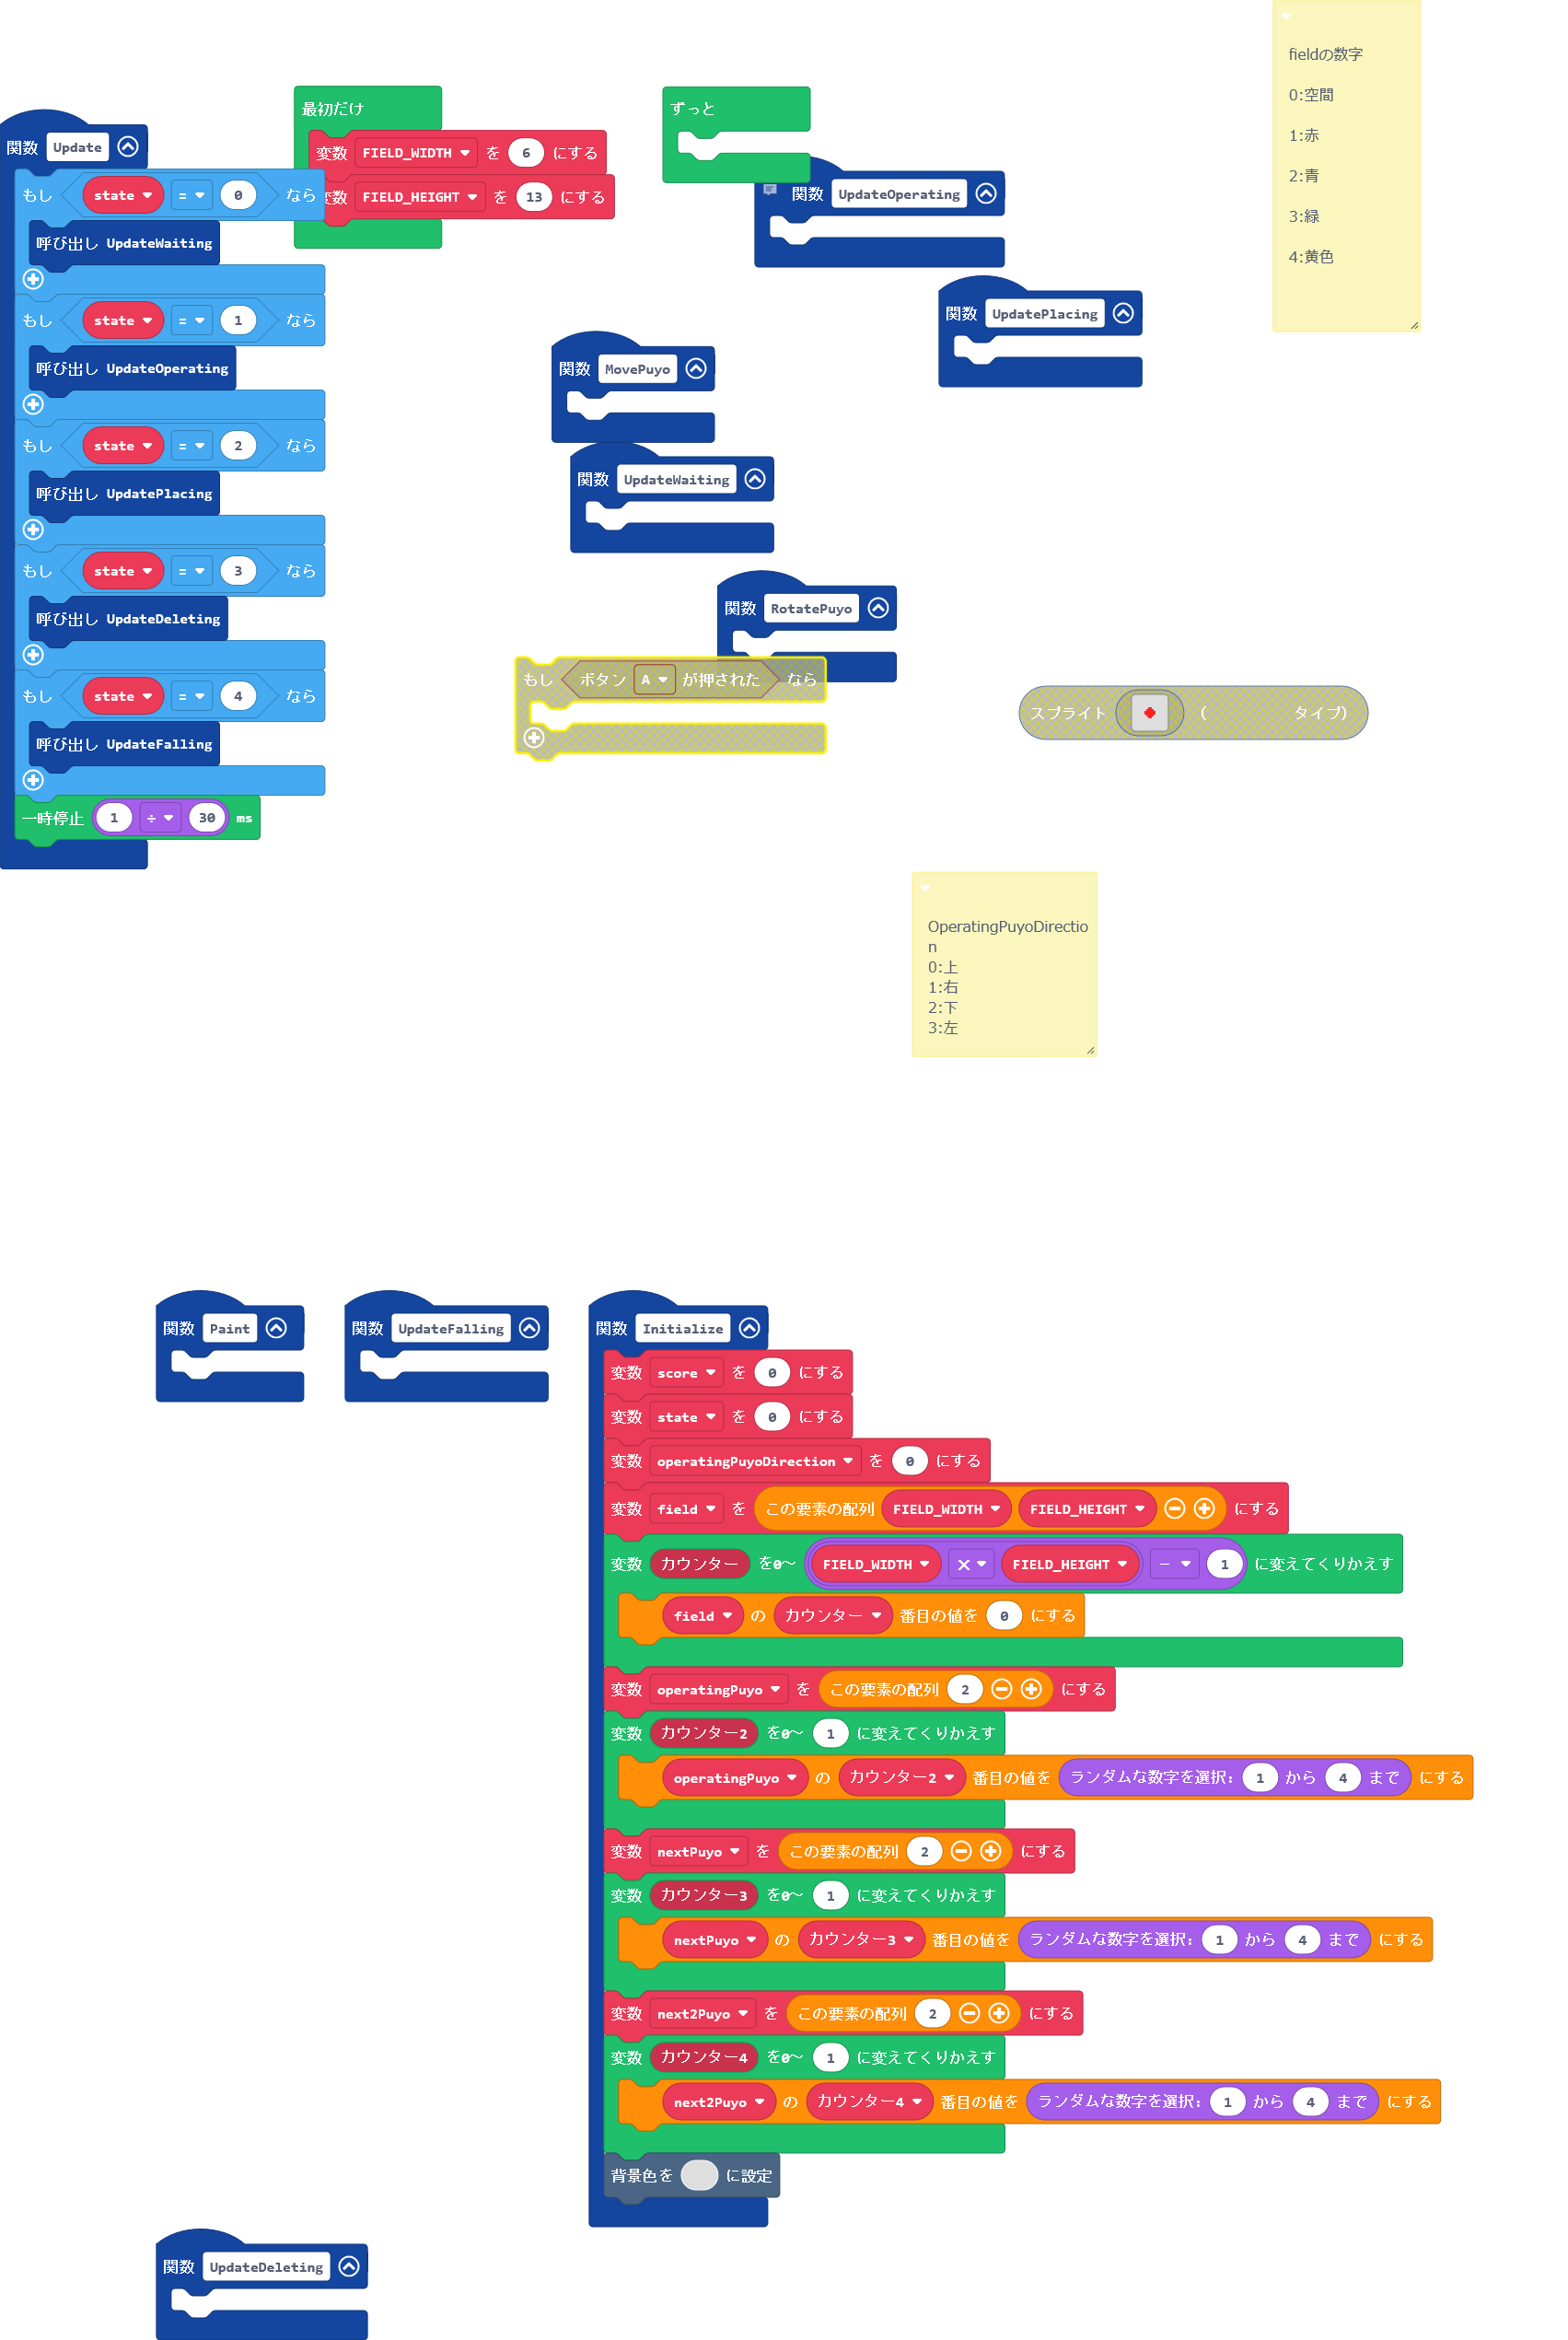 関数 Update
もし state = 0 なら
呼び出し UpdateWaiting
もし state = 1 なら
呼び出し UpdateOperating
もし state = 2 なら
呼び出し UpdatePlacing
もし state = 3 なら
呼び出し UpdateDeleting
もし state = 4 なら
呼び出し UpdateFalling
一時停止 1 ÷ 30 ms
最初だけ
変数 FIELD_WIDTH を 6 にする
変数 FIELD_HEIGHT を 13 にする
ずっと
関数 UpdateOperating
関数 UpdatePlacing
関数 MovePuyo
関数 UpdateWaiting
関数 RotatePuyo
もし ボタン A が押された なら
スプライト ( タイプ)
fieldの数字
0:空間
1:赤
2:青
3:緑
4:黄色
OperatingPuyoDirectio
n
0:上
1:右
2:下
3:左
関数 Paint
関数 UpdateFalling
関数 Initialize
変数 score を 0 にする
変数 state を 0 にする
変数 operatingPuyoDirection を 0 にする
変数 field を この要素の配列 FIELD_WIDTH FIELD_HEIGHT にする
変数 カウンター を0～ FIELD_WIDTH × FIELD_HEIGHT - 1 に変えてくりかえす
field の カウンター 番目の値を 0 にする
変数 operatingPuyo を この要素の配列 2 にする
変数 カウンター2 を0～ 1 に変えてくりかえす
operatingPuyo の カウンター2 番目の値を ランダムな数字を選択: 1 から 4 まで にする
変数 nextPuyo を この要素の配列 2 にする
変数 カウンター3 を0～ 1 に変えてくりかえす
nextPuyo の カウンター3 番目の値を ランダムな数字を選択: 1 から 4 まで にする
変数 next2Puyo を この要素の配列 2 にする
変数 カウンター4 を0～ 1 に変えてくりかえす
next2Puyo の カウンター4 番目の値を ランダムな数字を選択: 1 から 4 まで にする
背景色を に設定
関数 UpdateDeleting